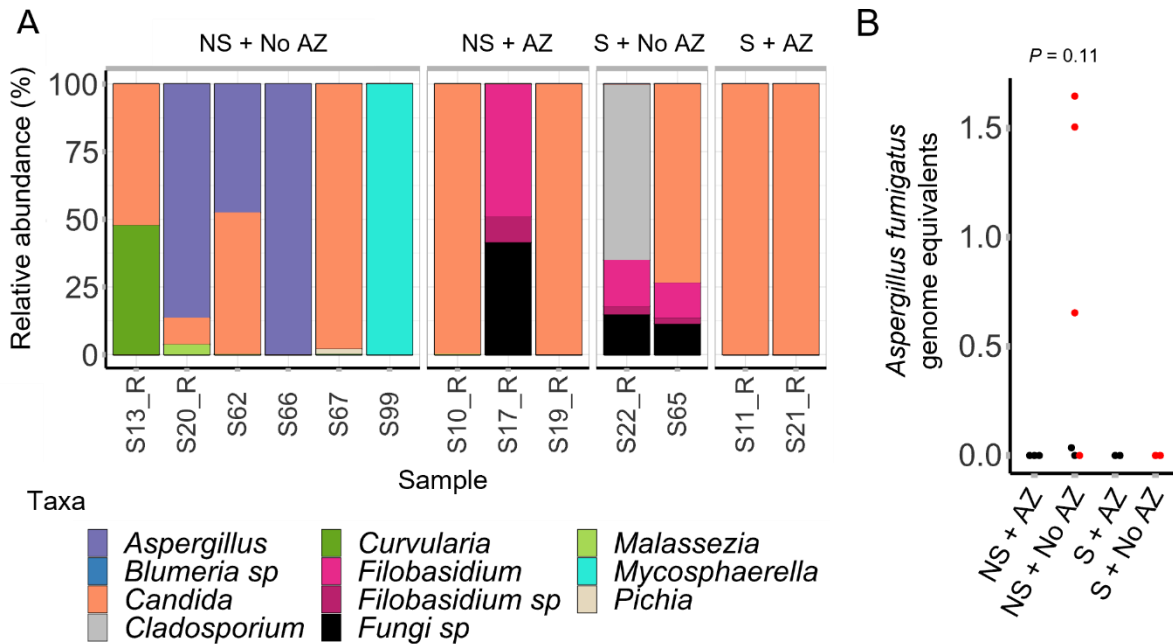 A
NS + No AZ
NS + AZ
S + No AZ
S + AZ
Relative abundance (%)
100
75
50
25
0
S13_R
S20_R
S62
S66
S67
S99
S10_R
S17_R
S19_R
S22_R
S65
S11_R
S21_R
Sample
Taxa
Aspergillus
Blumeria sp
Candida
Cladosporium
Curvularia
Filobasidium
Filobasidium sp
Fungi sp
Malassezia
Mycosphaerella
Pichia
B
P = 0.11
Aspergillus fumigatus
genome equivalents
1.5
1.0
0.5
0.0
NS + AZ
NS + No AZ
S + AZ
S + No AZ